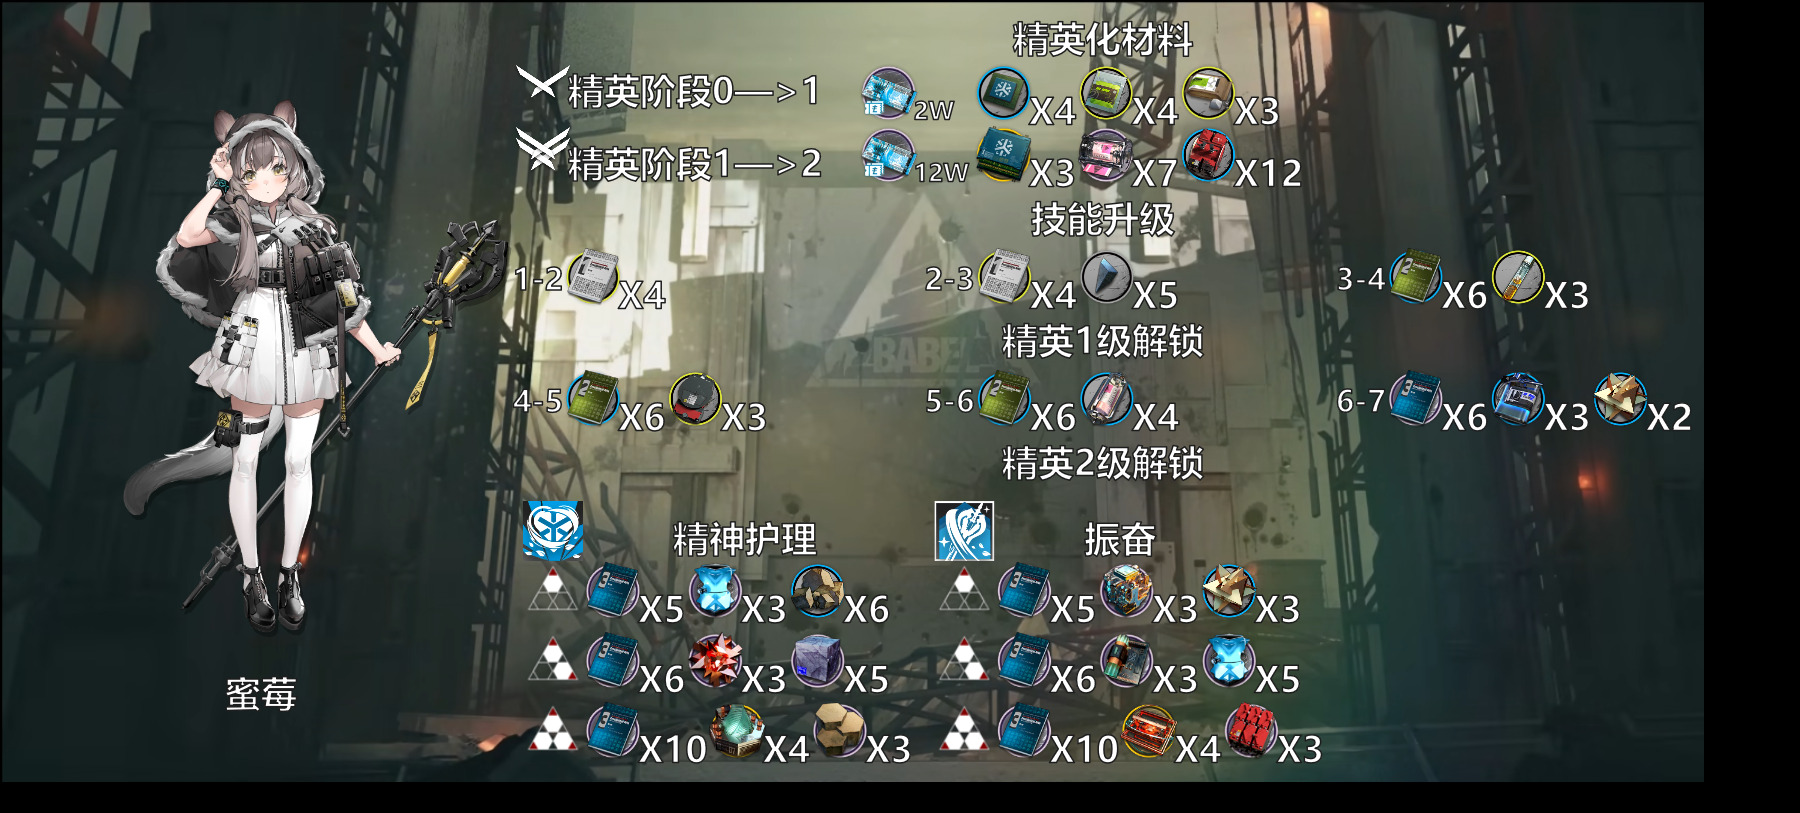 精英化材料
精英阶段0—>1 2W X4 X4 X3
精英阶段1—>2 12W X3 X7 X12
技能升级
1-2 X4 2-3 X4 X5 3-4 X6 X3
精英1级解锁
4-5 X6 X3 5-6 X6 X4 6-7 X6 X3 X2
精英2级解锁
精神护理 振奋
X5 X3 X6 X5 X3 X3
X6 X3 X5 X6 X3 X5
X10 X4 X3 X10 X4 X3
蜜莓
BABEL